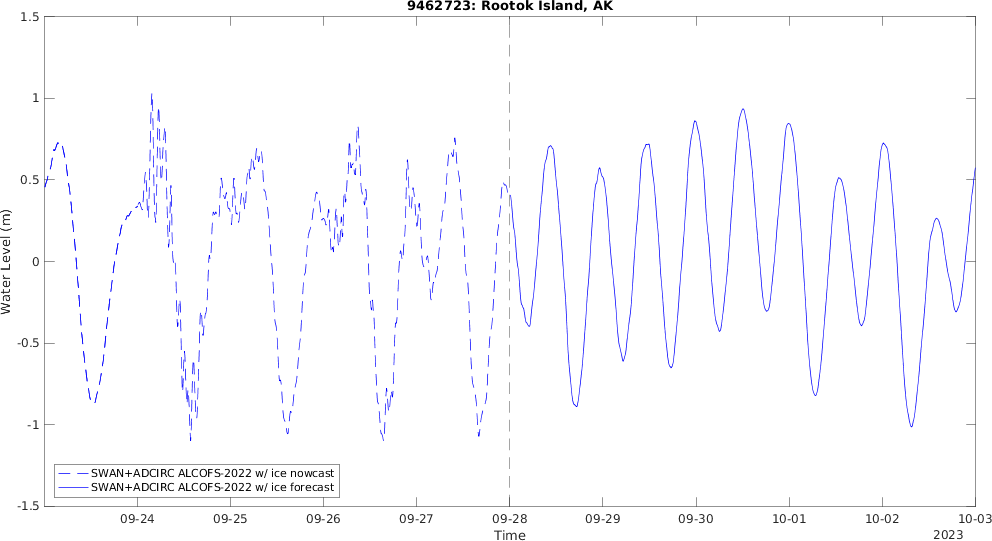 9462723: Rootok Island, AK
1.5
1
0.5
0
-0.5
-1
-1.5
Water Level (m)
SWAN+ADCIRC ALCOFS-2022 w/ ice nowcast
SWAN+ADCIRC ALCOFS-2022 w/ ice forecast
09-24 09-25 09-26 09-27 09-28 09-29 09-30 10-01 10-02 10-03
Time
2023